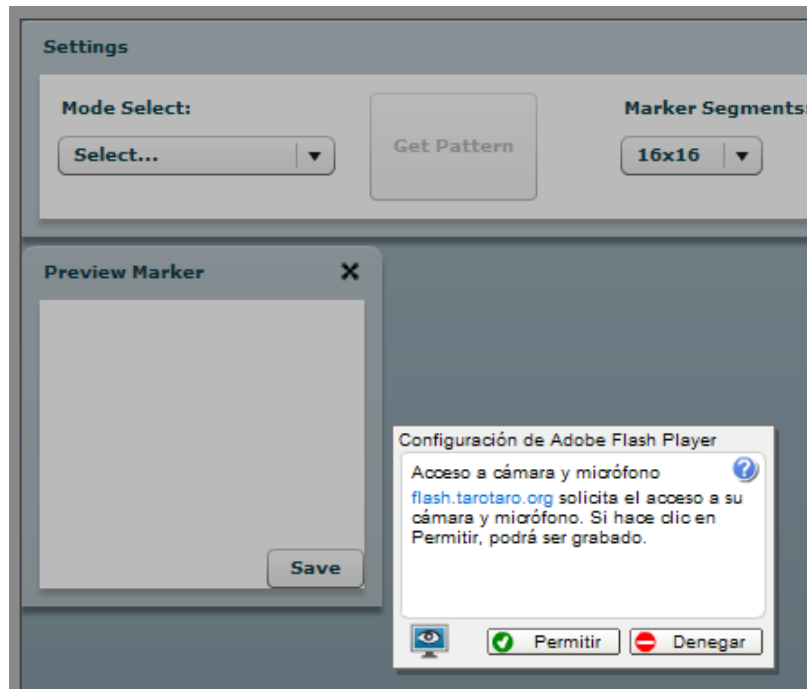 Settings
Mode Select:
Select...
Get Pattern
Marker Segments:
16x16
Preview Marker
Save
Configuración de Adobe Flash Player
Acceso a cámara y micrófono
flash.tarotaro.org solicita el acceso a su
cámara y micrófono. Si hace clic en
Permitir, podrá ser grabado.
Permitir
Denegar